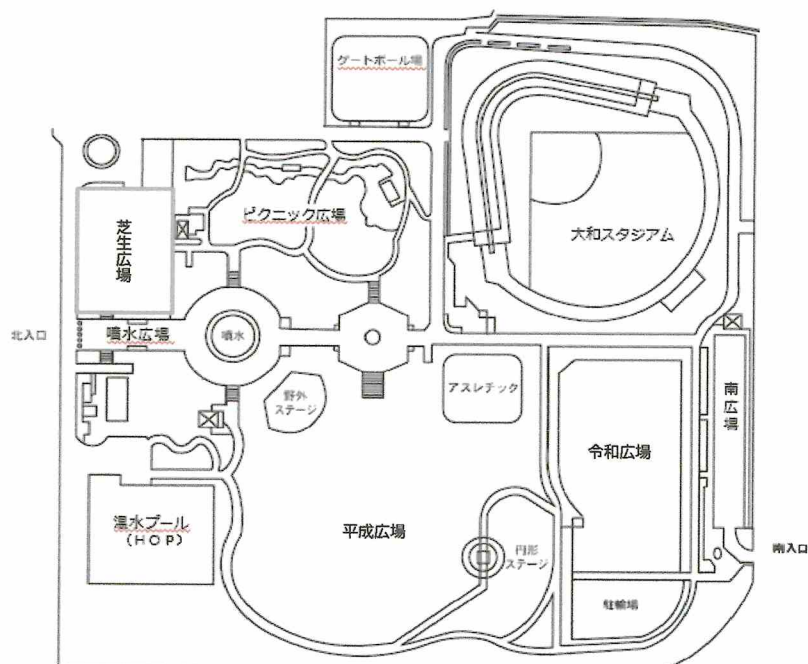 ゲートボール場
ピクニック広場
芝生広場
大和スタジアム
北入口
噴水広場
噴水
野外
ステージ
アスレチック
南広場
令和広場
温水プール
(HOP)
平成広場
円形
ステージ
南入口
駐輪場